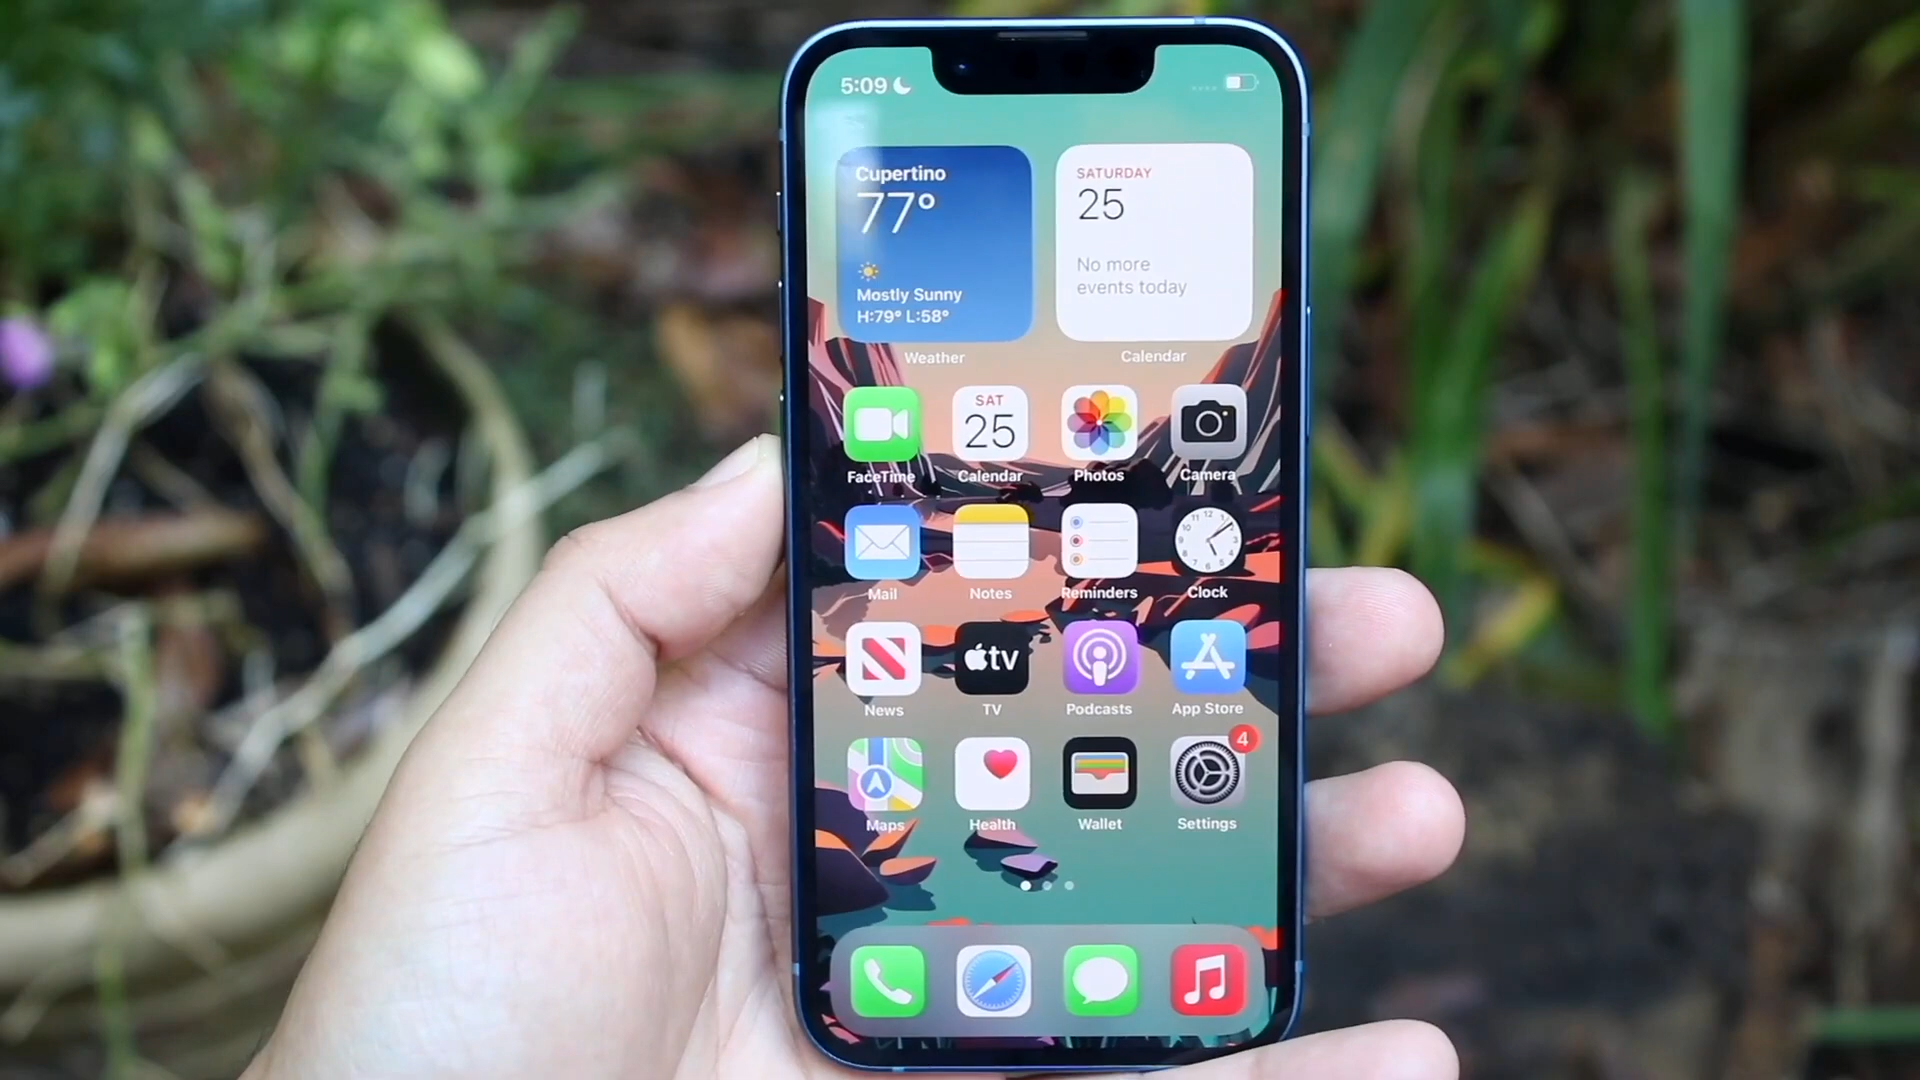 5:09
Cupertino
77°
Mostly Sunny
H:79° L:58°
Weather
SATURDAY
25
No more
events today
Calendar
FaceTime
SAT
25
Calendar
Photos
Camera
Mail
Notes
Reminders
Clock
News
tv
TV
Podcasts
App Store
Maps
Health
Wallet
4
Settings